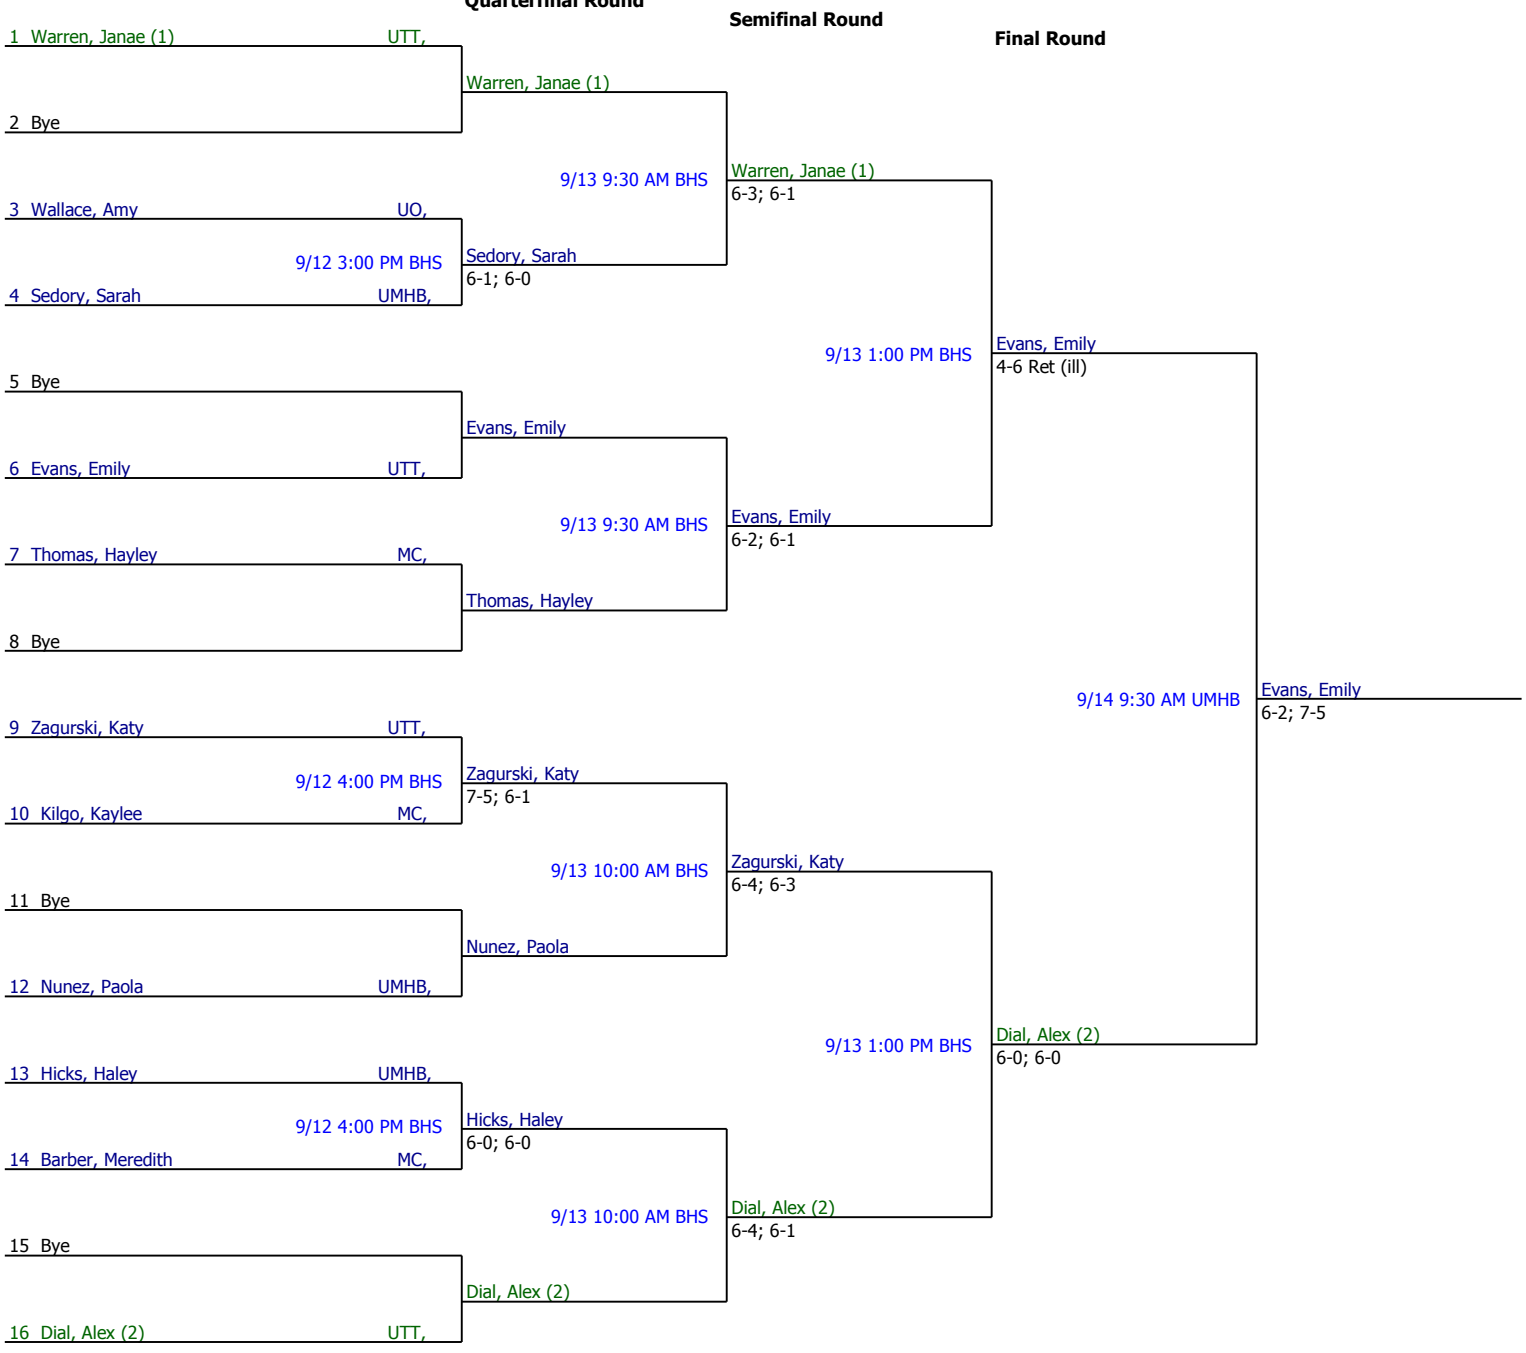 Quarterfinal Round
Semifinal Round
Final Round
1 Warren, Janae (1) UTT,
Warren, Janae (1)
2 Bye
9/13 9:30 AM BHS
Warren, Janae (1)
6-3; 6-1
3 Wallace, Amy UO,
9/12 3:00 PM BHS
Sedory, Sarah
6-1; 6-0
4 Sedory, Sarah UMHB,
9/13 1:00 PM BHS
Evans, Emily
4-6 Ret (ill)
5 Bye
Evans, Emily
6 Evans, Emily UTT,
9/13 9:30 AM BHS
Evans, Emily
6-2; 6-1
7 Thomas, Hayley MC,
Thomas, Hayley
8 Bye
9/14 9:30 AM UMHB
Evans, Emily
6-2; 7-5
9 Zagurski, Katy UTT,
9/12 4:00 PM BHS
Zagurski, Katy
7-5; 6-1
10 Kilgo, Kaylee MC,
9/13 10:00 AM BHS
Zagurski, Katy
6-4; 6-3
11 Bye
Nunez, Paola
12 Nunez, Paola UMHB,
9/13 1:00 PM BHS
Dial, Alex (2)
6-0; 6-0
13 Hicks, Haley UMHB,
9/12 4:00 PM BHS
Hicks, Haley
6-0; 6-0
14 Barber, Meredith MC,
9/13 10:00 AM BHS
Dial, Alex (2)
6-4; 6-1
15 Bye
Dial, Alex (2)
16 Dial, Alex (2) UTT,